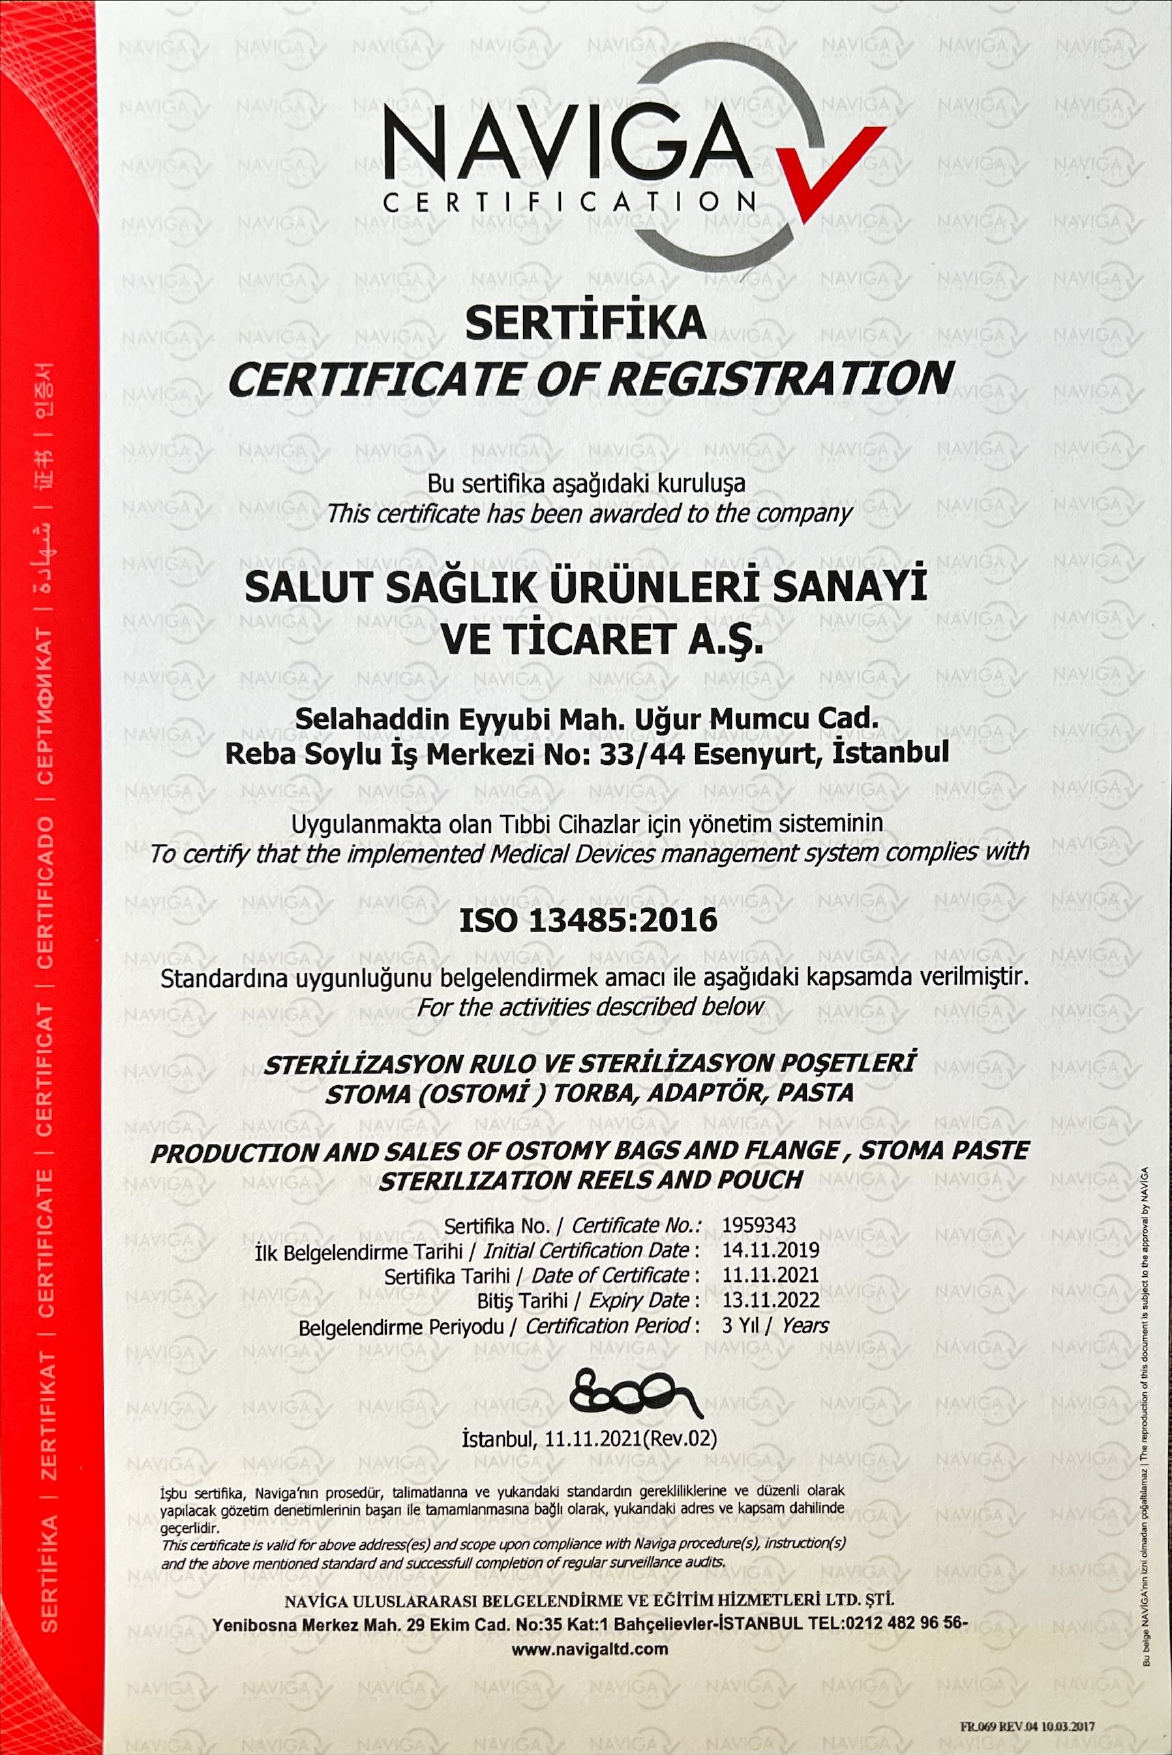 NAVIGA
CERTIFICATION
SERTİFİKA
CERTIFICATE OF REGISTRATION
Bu sertifika aşağıdaki kuruluşa
This certificate has been awarded to the company
SALUT SAĞLIK ÜRÜNLERİ SANAYİ
VE TİCARET A.Ş.
Selahaddin Eyyubi Mah. Uğur Mumcu Cad.
Reba Soylu İş Merkezi No: 33/44 Esenyurt, İstanbul
Uygulanmakta olan Tıbbi Cihazlar için yönetim sisteminin
To certify that the implemented Medical Devices management system complies with
ISO 13485:2016
Standardına uygunluğunu belgelendirmek amacı ile aşağıdaki kapsamda verilmiştir.
For the activities described below
STERİLİZASYON RULO VE STERİLİZASYON POŞETLERİ
STOMA (OSTOMİ ) TORBA, ADAPTÖR, PASTA
PRODUCTION AND SALES OF OSTOMY BAGS AND FLANGE , STOMA PASTE
STERILIZATION REELS AND POUCH
Sertifika No. / Certificate No.: 1959343
İlk Belgelendirme Tarihi / Initial Certification Date : 14.11.2019
Sertifika Tarihi / Date of Certificate : 11.11.2021
Bitiş Tarihi / Expiry Date : 13.11.2022
Belgelendirme Periyodu / Certification Period : 3 Yıl / Years
İstanbul, 11.11.2021(Rev.02)
İşbu sertifika, Naviga'nın prosedür, talimatlarına ve yukarıdaki standardın gerekliliklerine ve düzenli olarak
yapılacak gözetim denetimlerinin başarı ile tamamlanmasına bağlı olarak, yukarıdaki adres ve kapsam dahilinde
geçerlidir.
This certificate is valid for above address(es) and scope upon compliance with Naviga procedure(s), instruction(s)
and the above mentioned standard and successfull completion of regular surveillance audits.
NAVİGA ULUSLARARASI BELGELENDİRME VE EĞİTİM HİZMETLERİ LTD. ŞTİ.
Yenibosna Merkez Mah. 29 Ekim Cad. No:35 Kat:1 Bahçelievler-İSTANBUL TEL:0212 482 96 56-
www.navigaltd.com
FR.069 REV.04 10.03.2017
SERTİFİKA | ZERTIFIKAT | CERTIFICATE | CERTIFICAT | CERTIFICADO | СЕРТИФИКАТ | شهادة | 证书 | 인증서
Bu belge NAVİGA'nın izni olmadan çoğaltılamaz | The reproduction of this document is subject to the approval by NAVİGA